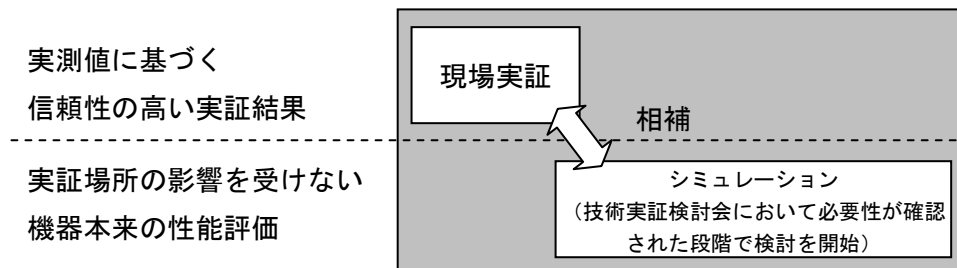 実測値に基づく
信頼性の高い実証結果
現場実証
相補
実証場所の影響を受けない
機器本来の性能評価
シミュレーション
（技術実証検討会において必要性が確認
された段階で検討を開始）